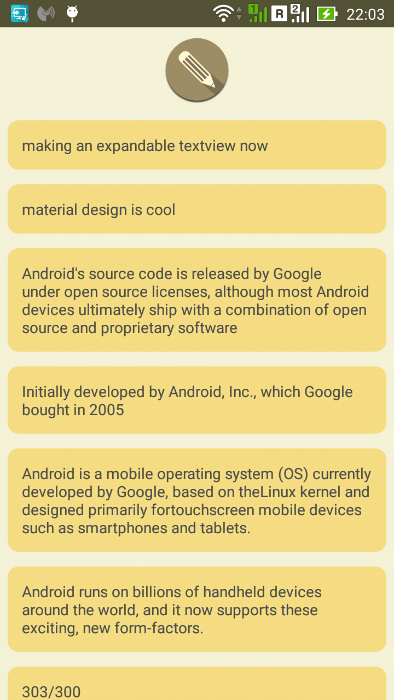 1 R 2 22:03
making an expandable textview now
material design is cool
Android's source code is released by Google
under open source licenses, although most Android
devices ultimately ship with a combination of open
source and proprietary software
Initially developed by Android, Inc., which Google
bought in 2005
Android is a mobile operating system (OS) currently
developed by Google, based on theLinux kernel and
designed primarily fortouchscreen mobile devices
such as smartphones and tablets.
Android runs on billions of handheld devices
around the world, and it now supports these
exciting, new form-factors.
303/300